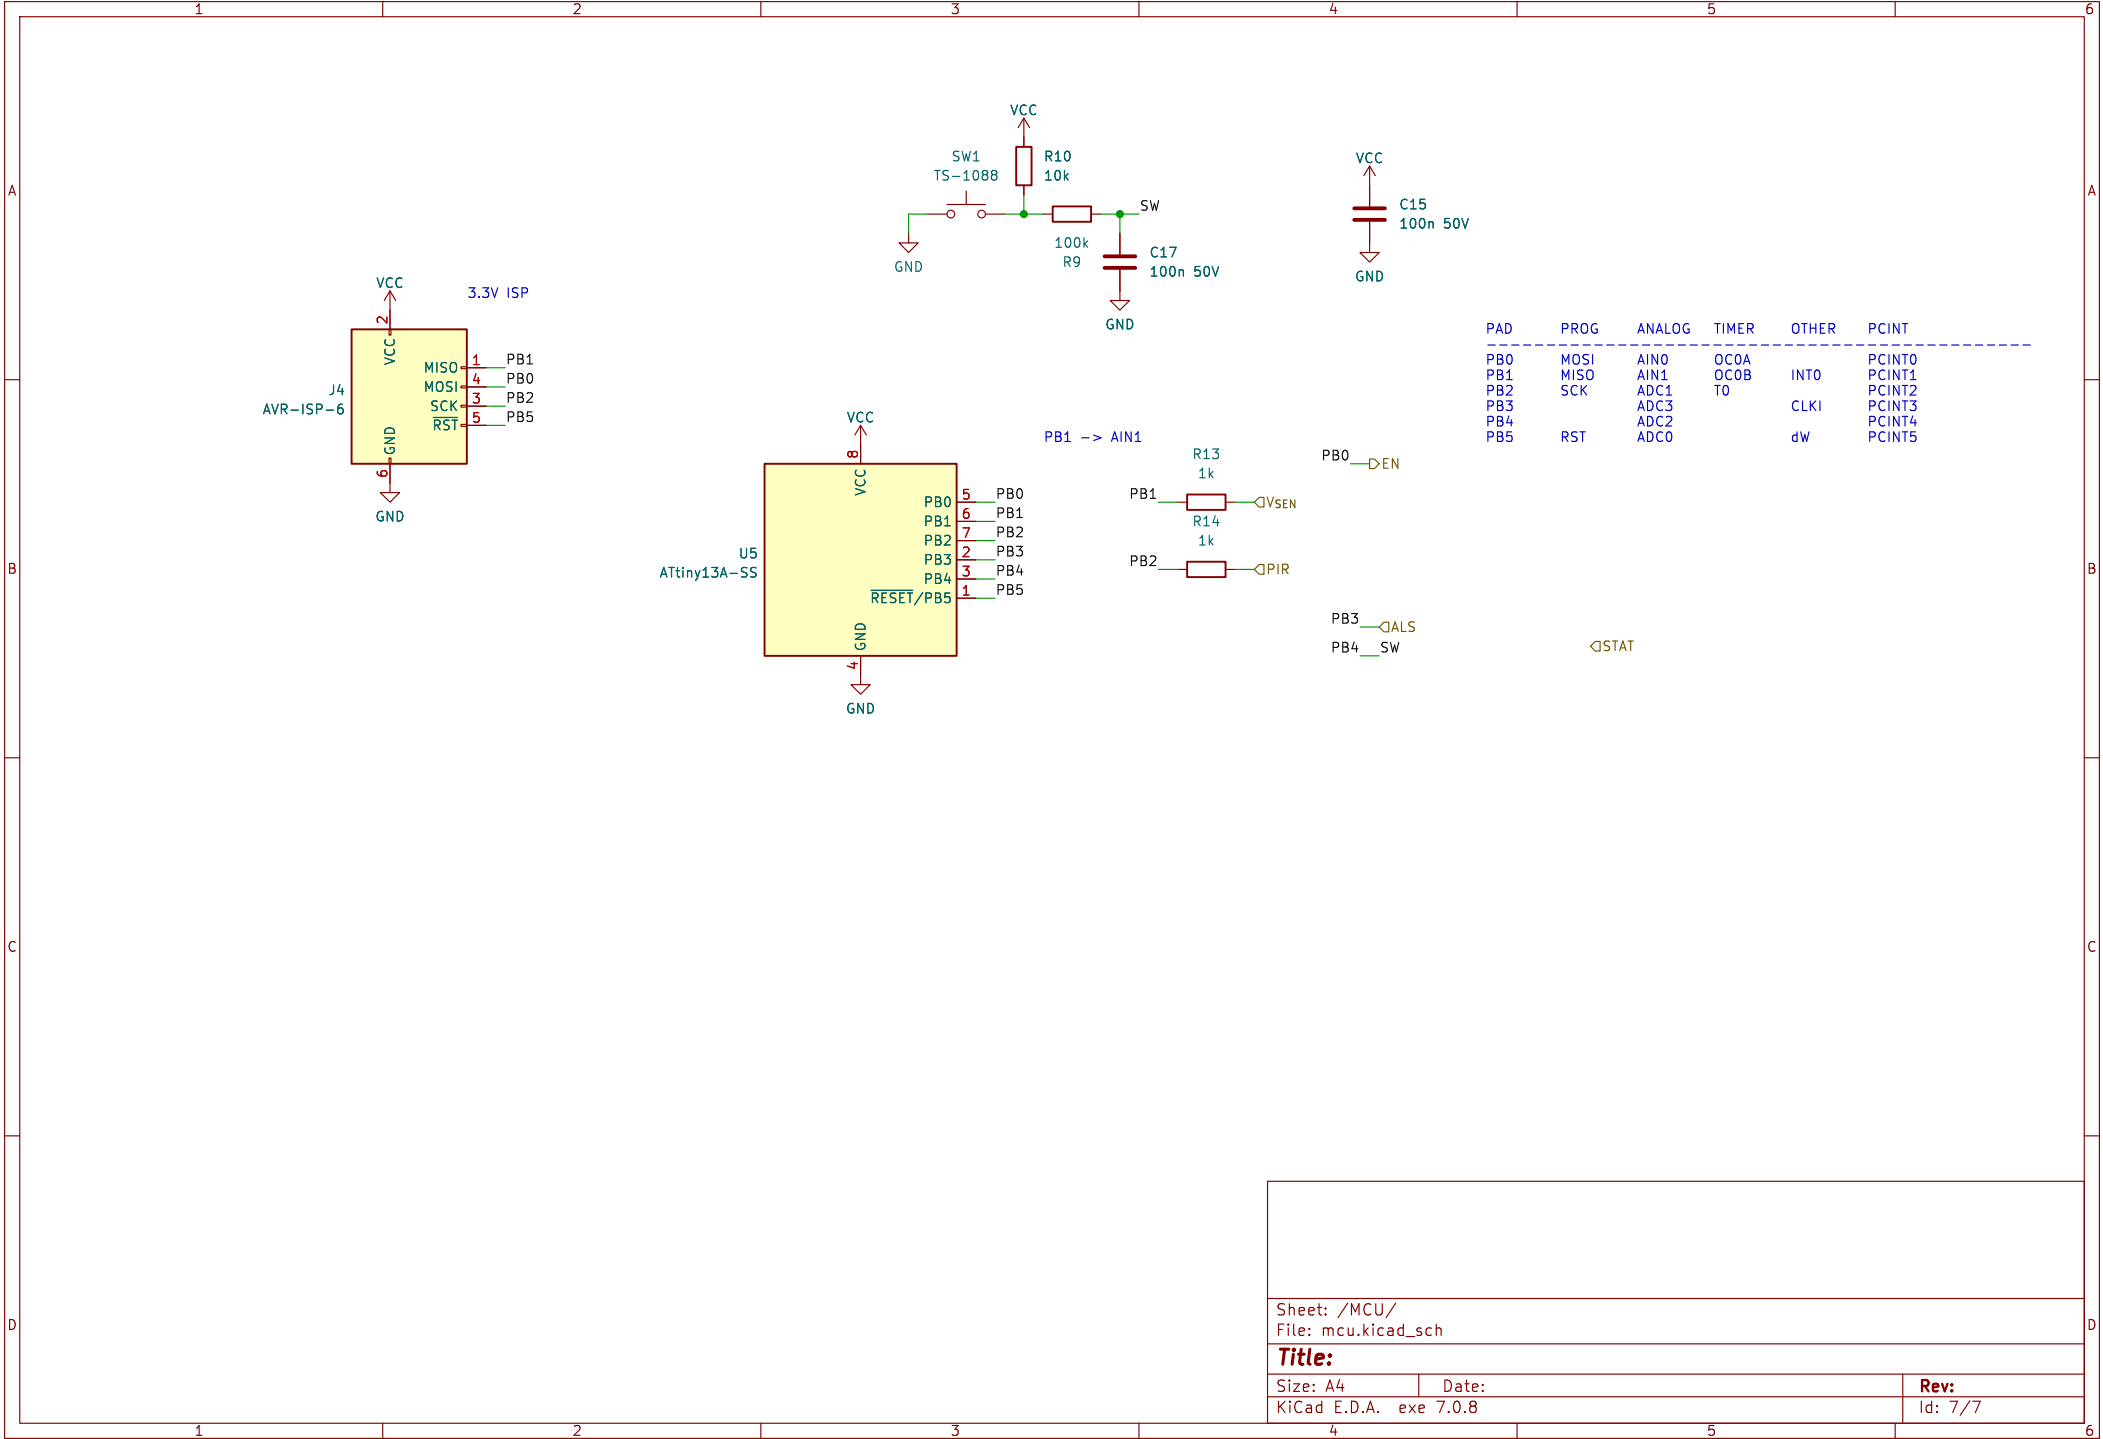 1 2 3 4 5 6
A A
B B
C C
D D
VCC
SW1
TS-1088
R10
10k
SW
GND
100k
R9
C17
100n 50V
GND
VCC
C15
100n 50V
GND
VCC
3.3V ISP
2
VCC
MISO 1 PB1
MOSI 4 PB0
SCK 3 PB2
RST 5 PB5
J4
AVR-ISP-6
GND
6
GND
PAD PROG ANALOG TIMER OTHER PCINT
----------------------------------------------
PB0 MOSI AIN0 OC0A PCINT0
PB1 MISO AIN1 OC0B INT0 PCINT1
PB2 SCK ADC1 T0 PCINT2
PB3 ADC3 CLKI PCINT3
PB4 ADC2 PCINT4
PB5 RST ADC0 dW PCINT5
VCC
8
VCC
PB0 5 PB0
PB1 6 PB1
PB2 7 PB2
PB3 2 PB3
PB4 3 PB4
RESET/PB5 1 PB5
U5
ATtiny13A-SS
GND
4
GND
PB1 -> AIN1
R13
1k
PB1 VSEN
R14
1k
PB2 PIR
PB0 EN
PB3 ALS
PB4 SW
STAT
Sheet: /MCU/
File: mcu.kicad_sch
Title:
Size: A4 Date: Rev:
KiCad E.D.A. exe 7.0.8 Id: 7/7
1 2 3 4 5 6